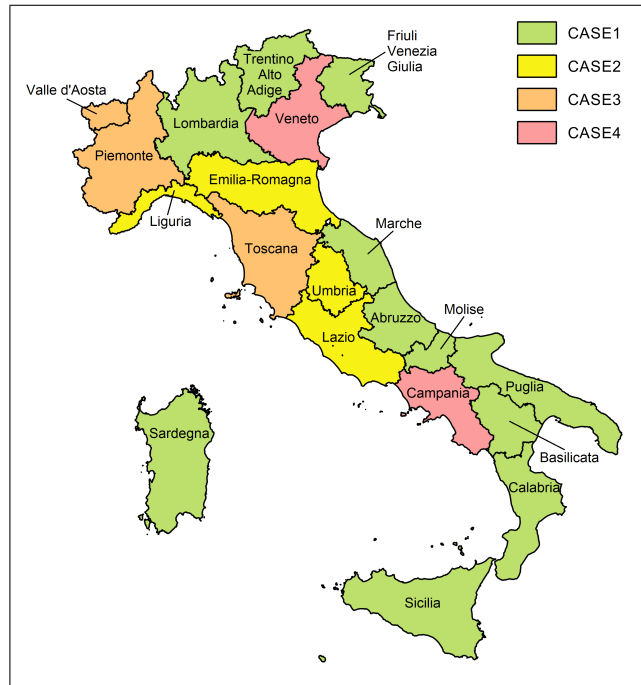 Friuli
Venezia
Giulia
CASE1
Trentino
Alto
Adige
CASE2
Valle d'Aosta
CASE3
Lombardia
Veneto
CASE4
Piemonte
Emilia-Romagna
Liguria
Marche
Toscana
Umbria
Molise
Abruzzo
Lazio
Puglia
Campania
Sardegna
Basilicata
Calabria
Sicilia